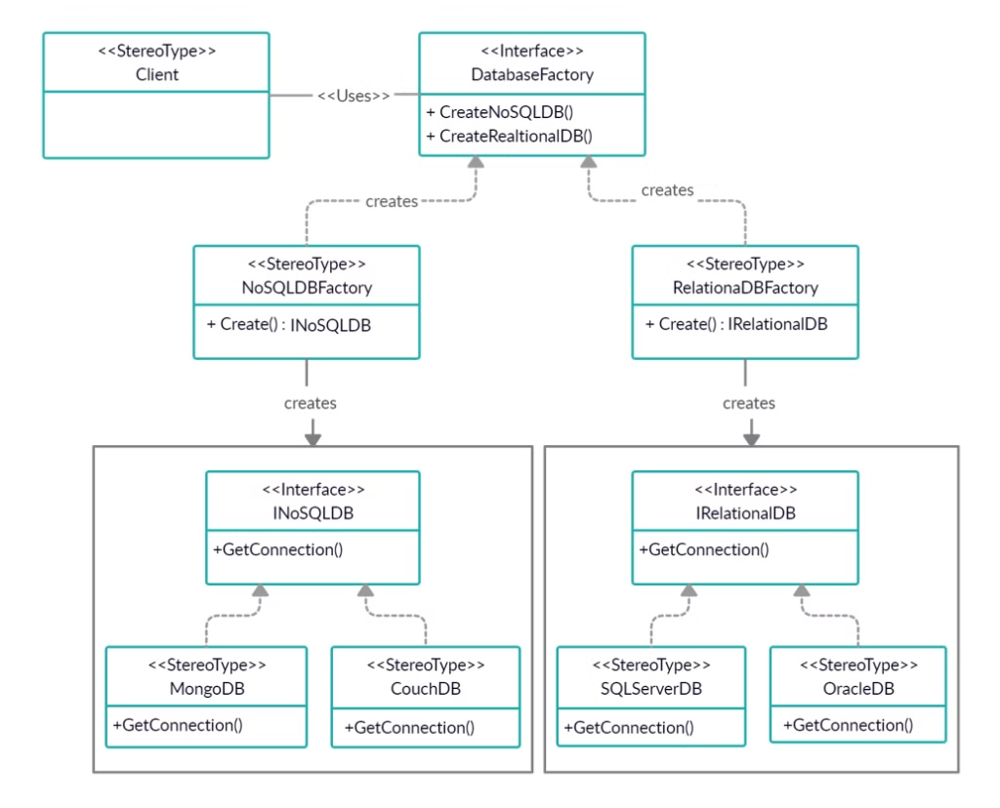 <<StereoType>>
Client
<<Uses>>
<<Interface>>
DatabaseFactory
+ CreateNoSQLDB()
+ CreateRealtionalDB()
creates
creates
<<StereoType>>
NoSQLDBFactory
+ Create() : INoSQLDB
<<StereoType>>
RelationaDBFactory
+ Create() : IRelationalDB
creates
creates
<<Interface>>
INoSQLDB
+GetConnection()
<<Interface>>
IRelationalDB
+GetConnection()
<<StereoType>>
MongoDB
+GetConnection()
<<StereoType>>
CouchDB
+GetConnection()
<<StereoType>>
SQLServerDB
+GetConnection()
<<StereoType>>
OracleDB
+GetConnection()